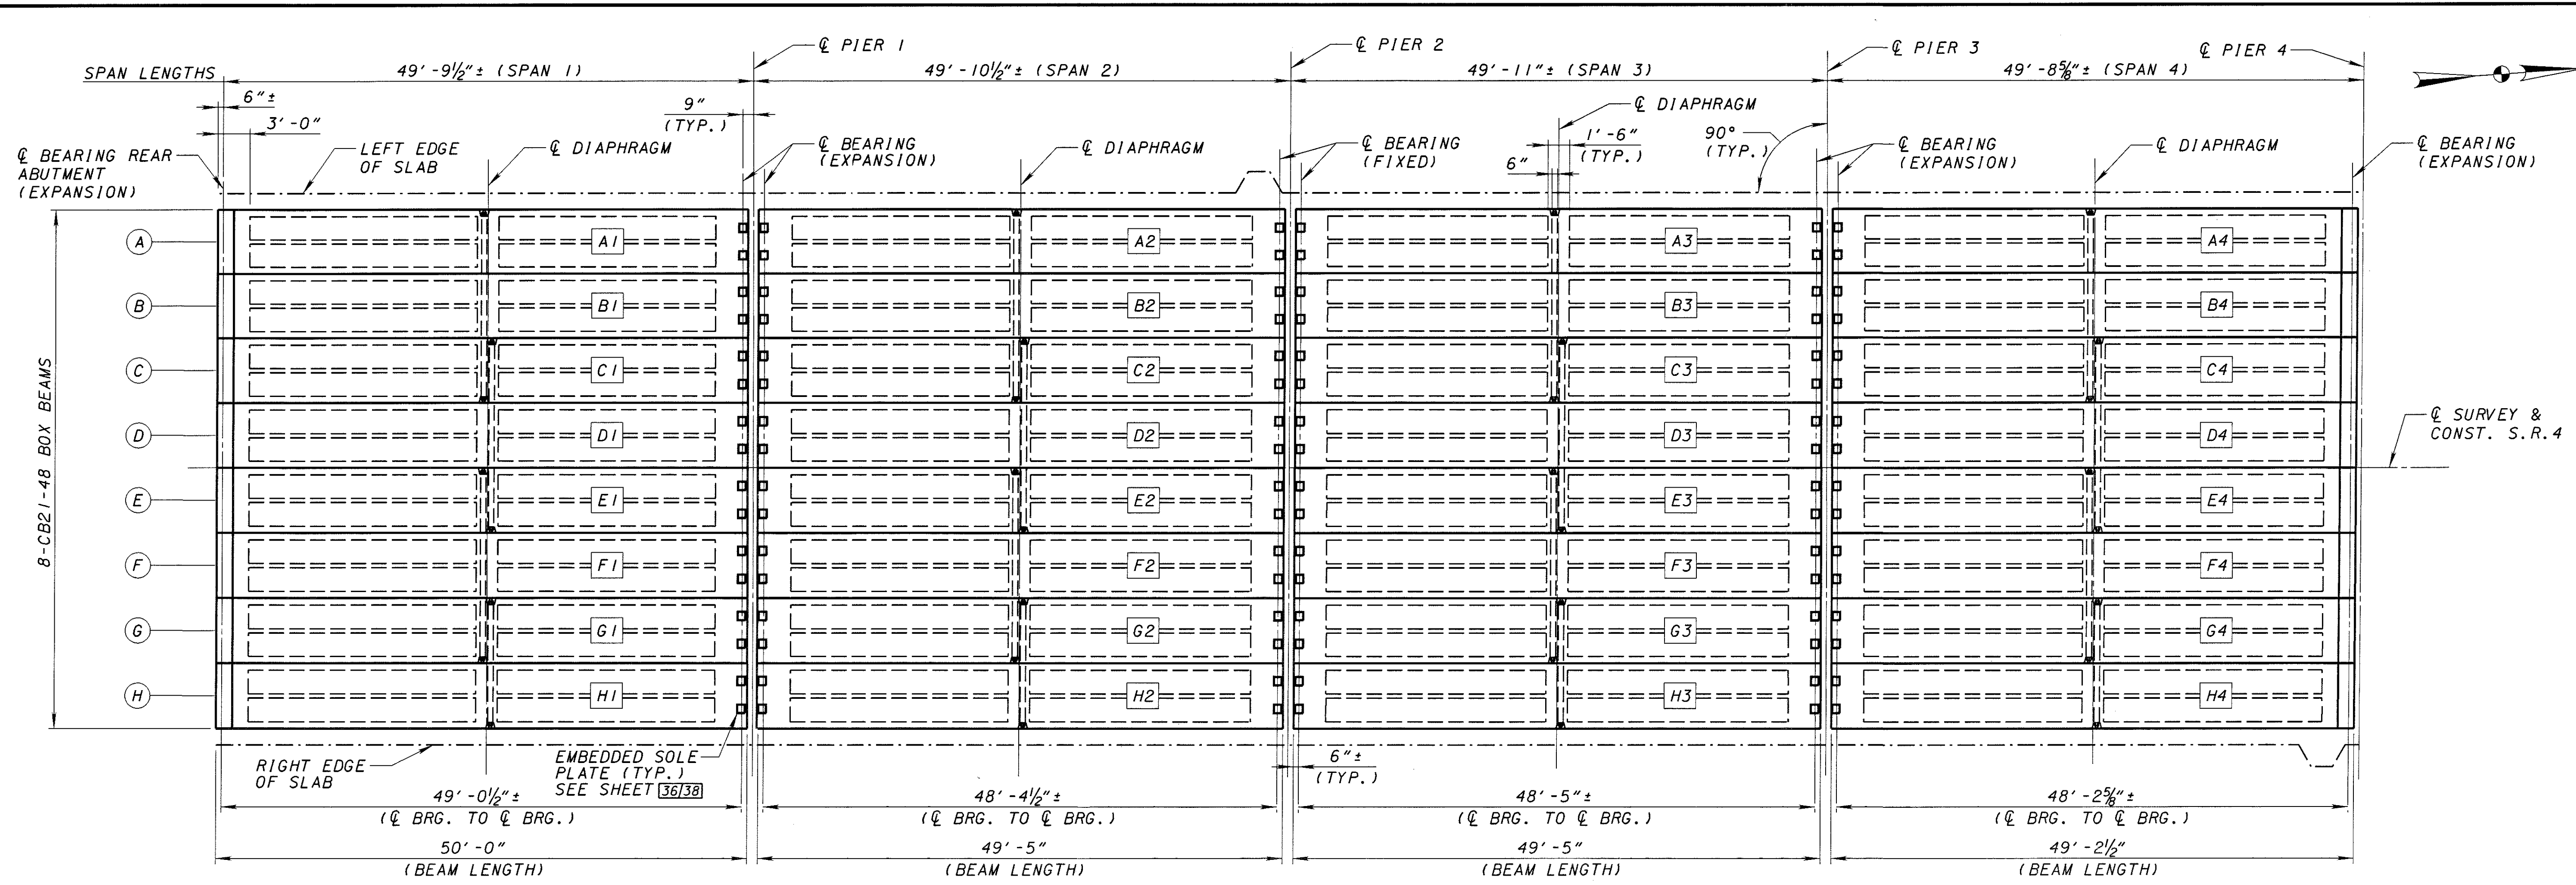 ℄ PIER 1
℄ PIER 2
℄ PIER 3
℄ PIER 4
SPAN LENGTHS
49'-9½"± (SPAN 1)
49'-10½"± (SPAN 2)
49'-11"± (SPAN 3)
49'-8⅝"± (SPAN 4)
6"±
3'-0"
9"
(TYP.)
℄ BEARING REAR
ABUTMENT
(EXPANSION)
LEFT EDGE
OF SLAB
℄ DIAPHRAGM
℄ BEARING
(EXPANSION)
℄ DIAPHRAGM
℄ BEARING
(FIXED)
℄ DIAPHRAGM
6"
1'-6"
(TYP.)
90°
(TYP.)
℄ BEARING
(EXPANSION)
℄ DIAPHRAGM
℄ BEARING
(EXPANSION)
8-CB21-48 BOX BEAMS
A
A1
A2
A3
A4
B
B1
B2
B3
B4
C
C1
C2
C3
C4
D
D1
D2
D3
D4
℄ SURVEY &
CONST. S.R.4
E
E1
E2
E3
E4
F
F1
F2
F3
F4
G
G1
G2
G3
G4
H
H1
H2
H3
H4
RIGHT EDGE
OF SLAB
EMBEDDED SOLE
PLATE (TYP.)
SEE SHEET 36/38
6"±
(TYP.)
49'-0½"±
(℄ BRG. TO ℄ BRG.)
48'-4½"±
(℄ BRG. TO ℄ BRG.)
48'-5"±
(℄ BRG. TO ℄ BRG.)
48'-2⅝"±
(℄ BRG. TO ℄ BRG.)
50'-0"
(BEAM LENGTH)
49'-5"
(BEAM LENGTH)
49'-5"
(BEAM LENGTH)
49'-2½"
(BEAM LENGTH)